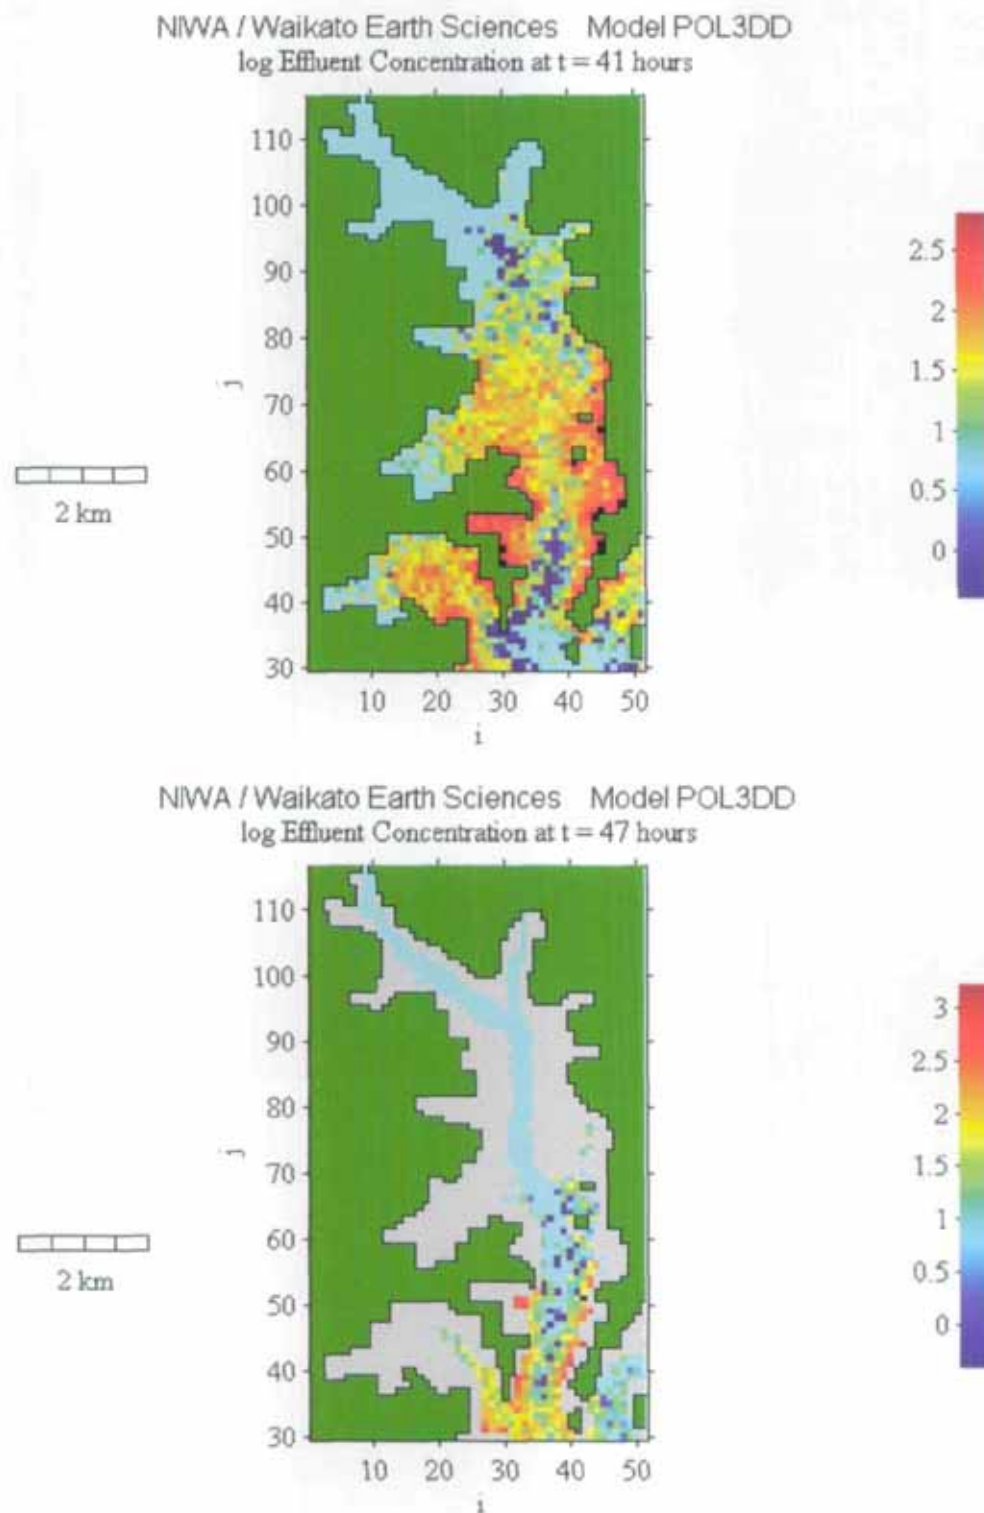 NIWA / Waikato Earth Sciences Model POL3DD
log Effluent Concentration at t = 41 hours
110
100
90
80
70
60
50
40
30
j
10 20 30 40 50
i
2 km
2.5
2
1.5
1
0.5
0
NIWA / Waikato Earth Sciences Model POL3DD
log Effluent Concentration at t = 47 hours
110
100
90
80
70
60
50
40
30
j
10 20 30 40 50
i
2 km
3
2.5
2
1.5
1
0.5
0